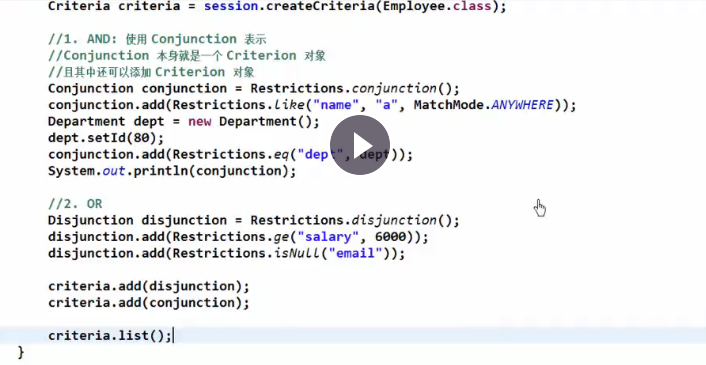 Criteria criteria = session.createCriteria(Employee.class);
//1. AND: 使用 Conjunction 表示
//Conjunction 本身就是一个 Criterion 对象
//且其中还可以添加 Criterion 对象
Conjunction conjunction = Restrictions.conjunction();
conjunction.add(Restrictions.like("name", "a", MatchMode.ANYWHERE));
Department dept = new Department();
dept.setId(80);
conjunction.add(Restrictions.eq("dept", dept));
System.out.println(conjunction);
//2. OR
Disjunction disjunction = Restrictions.disjunction();
disjunction.add(Restrictions.ge("salary", 6000));
disjunction.add(Restrictions.isNull("email"));
criteria.add(disjunction);
criteria.add(conjunction);
criteria.list();
}